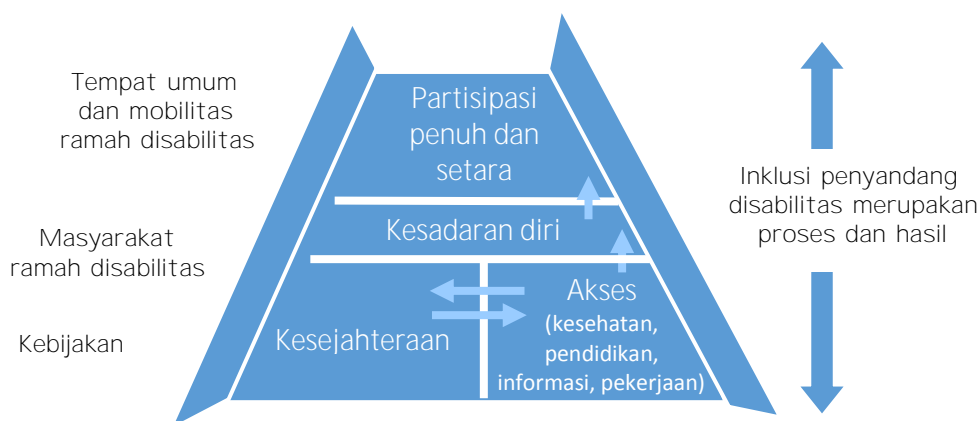 Tempat umum
dan mobilitas
ramah disabilitas
Masyarakat
ramah disabilitas
Kebijakan
Partisipasi
penuh dan
setara
Kesadaran diri
Kesejahteraan
Akses
(kesehatan,
pendidikan,
informasi, pekerjaan)
Inklusi penyandang
disabilitas merupakan
proses dan hasil